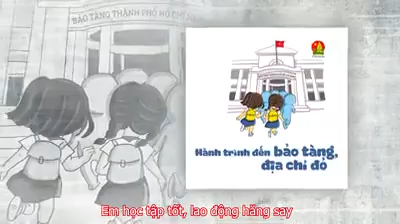 BẢO TÀNG THÀNH PHỐ HỒ CHÍ
Hành trình đến bảo tàng,
địa chỉ đỏ
Em học tập tốt, lao động hăng say